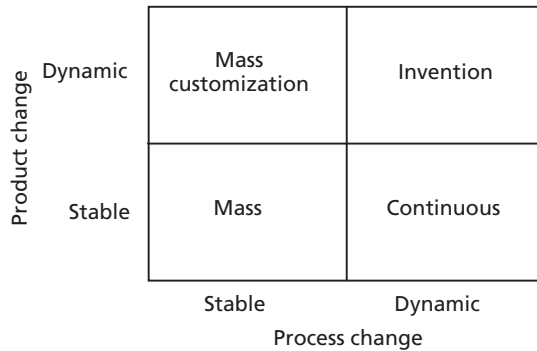 Product change
Dynamic
Mass
customization
Invention
Stable
Mass
Continuous
Stable
Dynamic
Process change